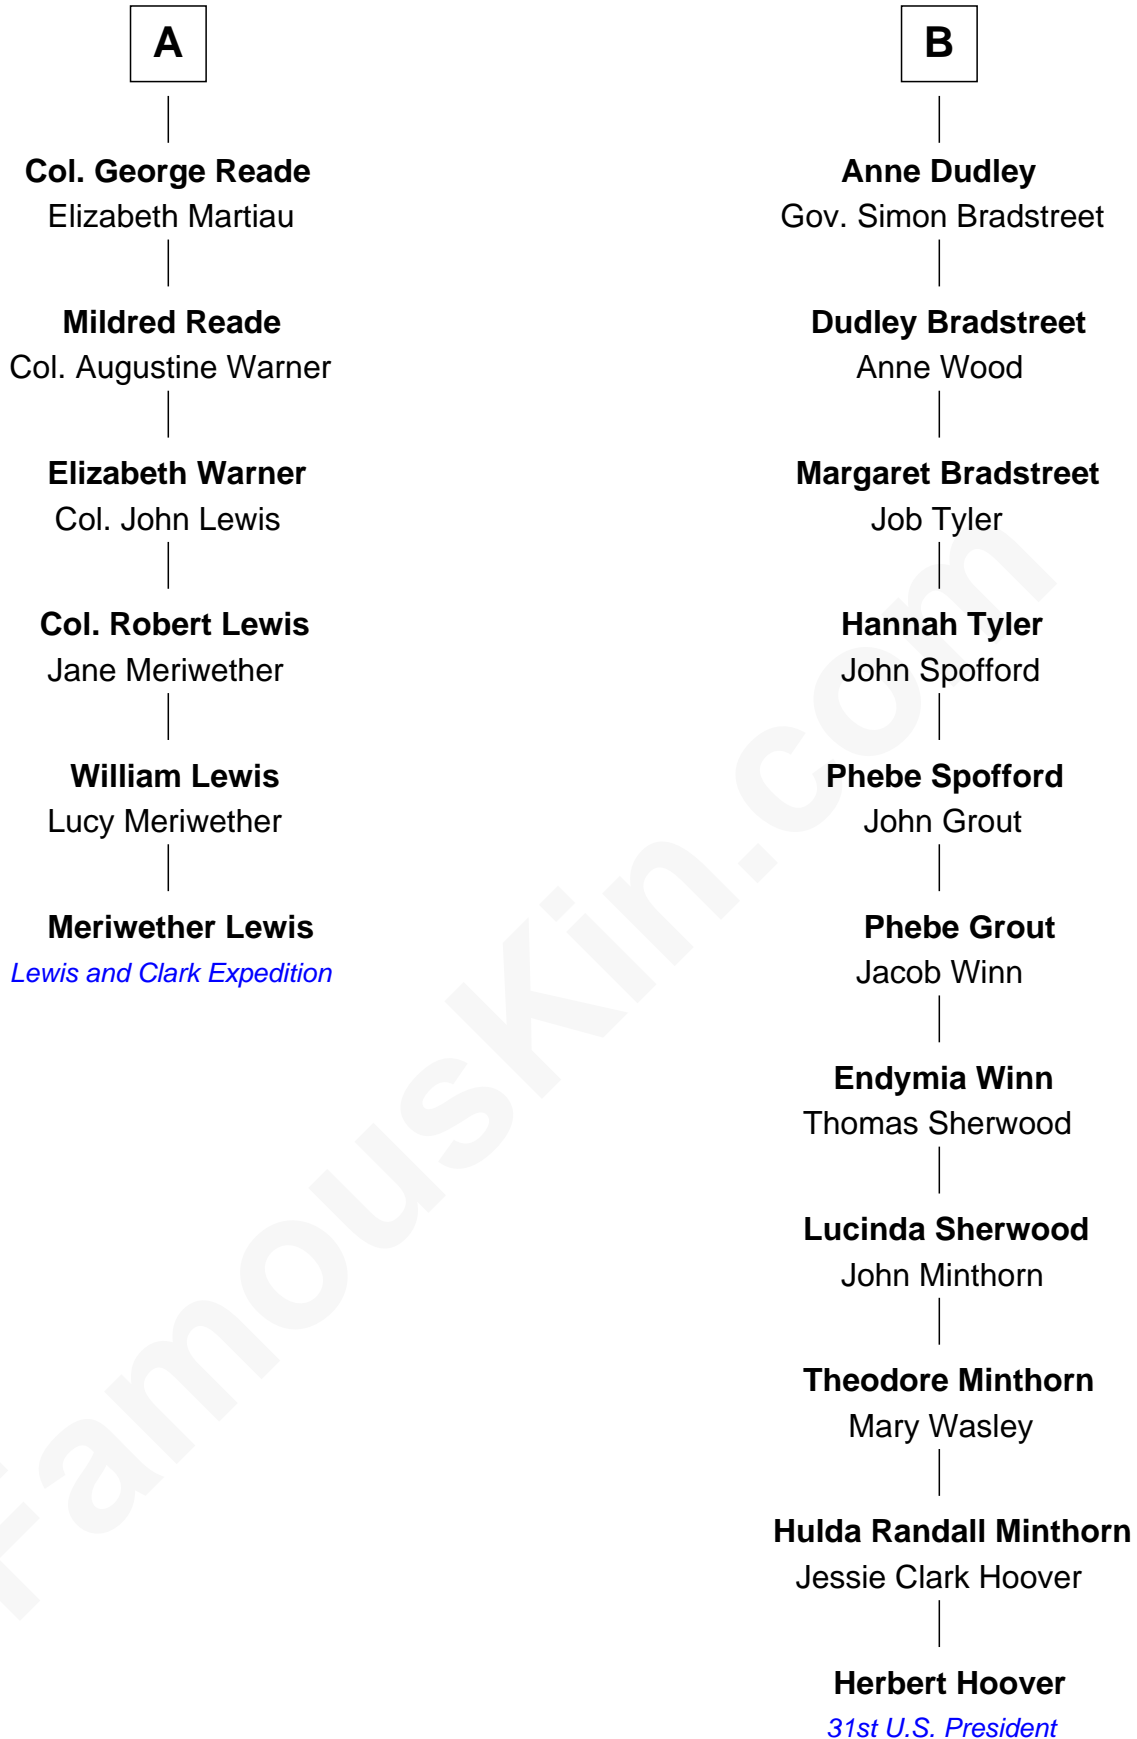 A
Col. George Reade
Elizabeth Martiau
Mildred Reade
Col. Augustine Warner
Elizabeth Warner
Col. John Lewis
Col. Robert Lewis
Jane Meriwether
William Lewis
Lucy Meriwether
Meriwether Lewis
Lewis and Clark Expedition
B
Anne Dudley
Gov. Simon Bradstreet
Dudley Bradstreet
Anne Wood
Margaret Bradstreet
Job Tyler
Hannah Tyler
John Spofford
Phebe Spofford
John Grout
Phebe Grout
Jacob Winn
Endymia Winn
Thomas Sherwood
Lucinda Sherwood
John Minthorn
Theodore Minthorn
Mary Wasley
Hulda Randall Minthorn
Jessie Clark Hoover
Herbert Hoover
31st U.S. President
FamousKin.com